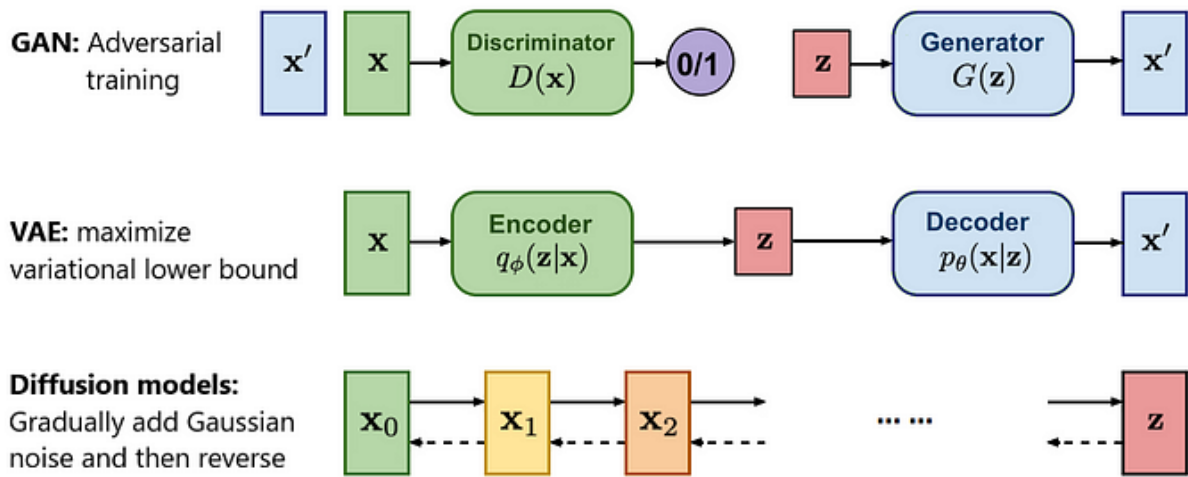 GAN: Adversarial
training
x′
x
Discriminator
D(x)
0/1
z
Generator
G(z)
x′
VAE: maximize
variational lower bound
x
Encoder
qϕ(z|x)
z
Decoder
pθ(x|z)
x′
Diffusion models:
Gradually add Gaussian
noise and then reverse
x₀
x₁
x₂
... ...
z